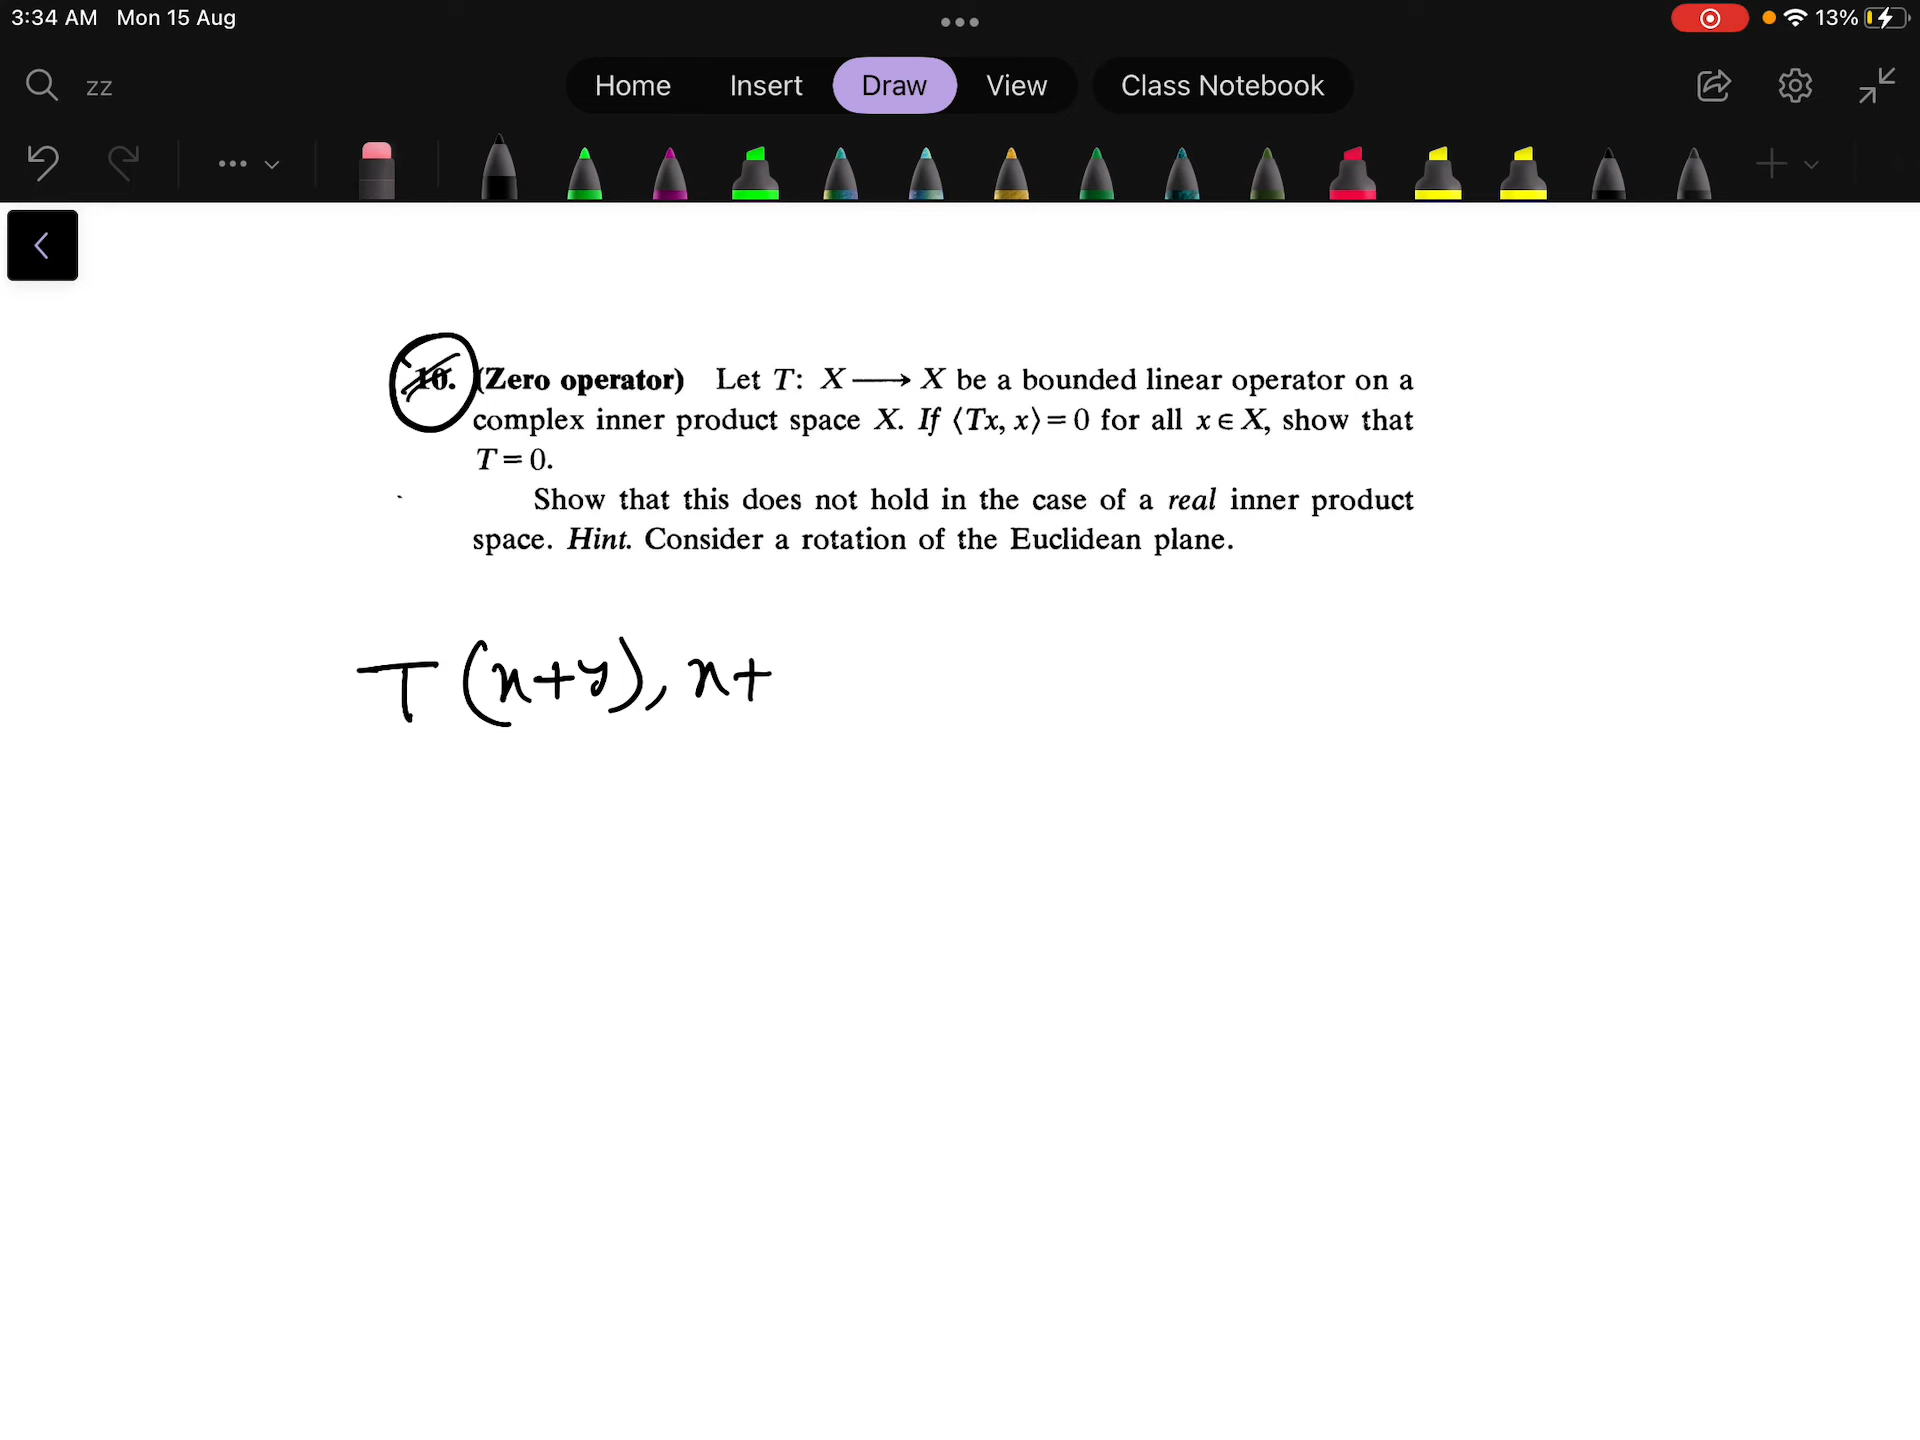 3:34 AM Mon 15 Aug
13%
zz
Home Insert Draw View Class Notebook
10. (Zero operator) Let T: X ⟶ X be a bounded linear operator on a
complex inner product space X. If ⟨Tx, x⟩ = 0 for all x ∈ X, show that
T = 0.
Show that this does not hold in the case of a real inner product
space. Hint. Consider a rotation of the Euclidean plane.
T (x+y), x+